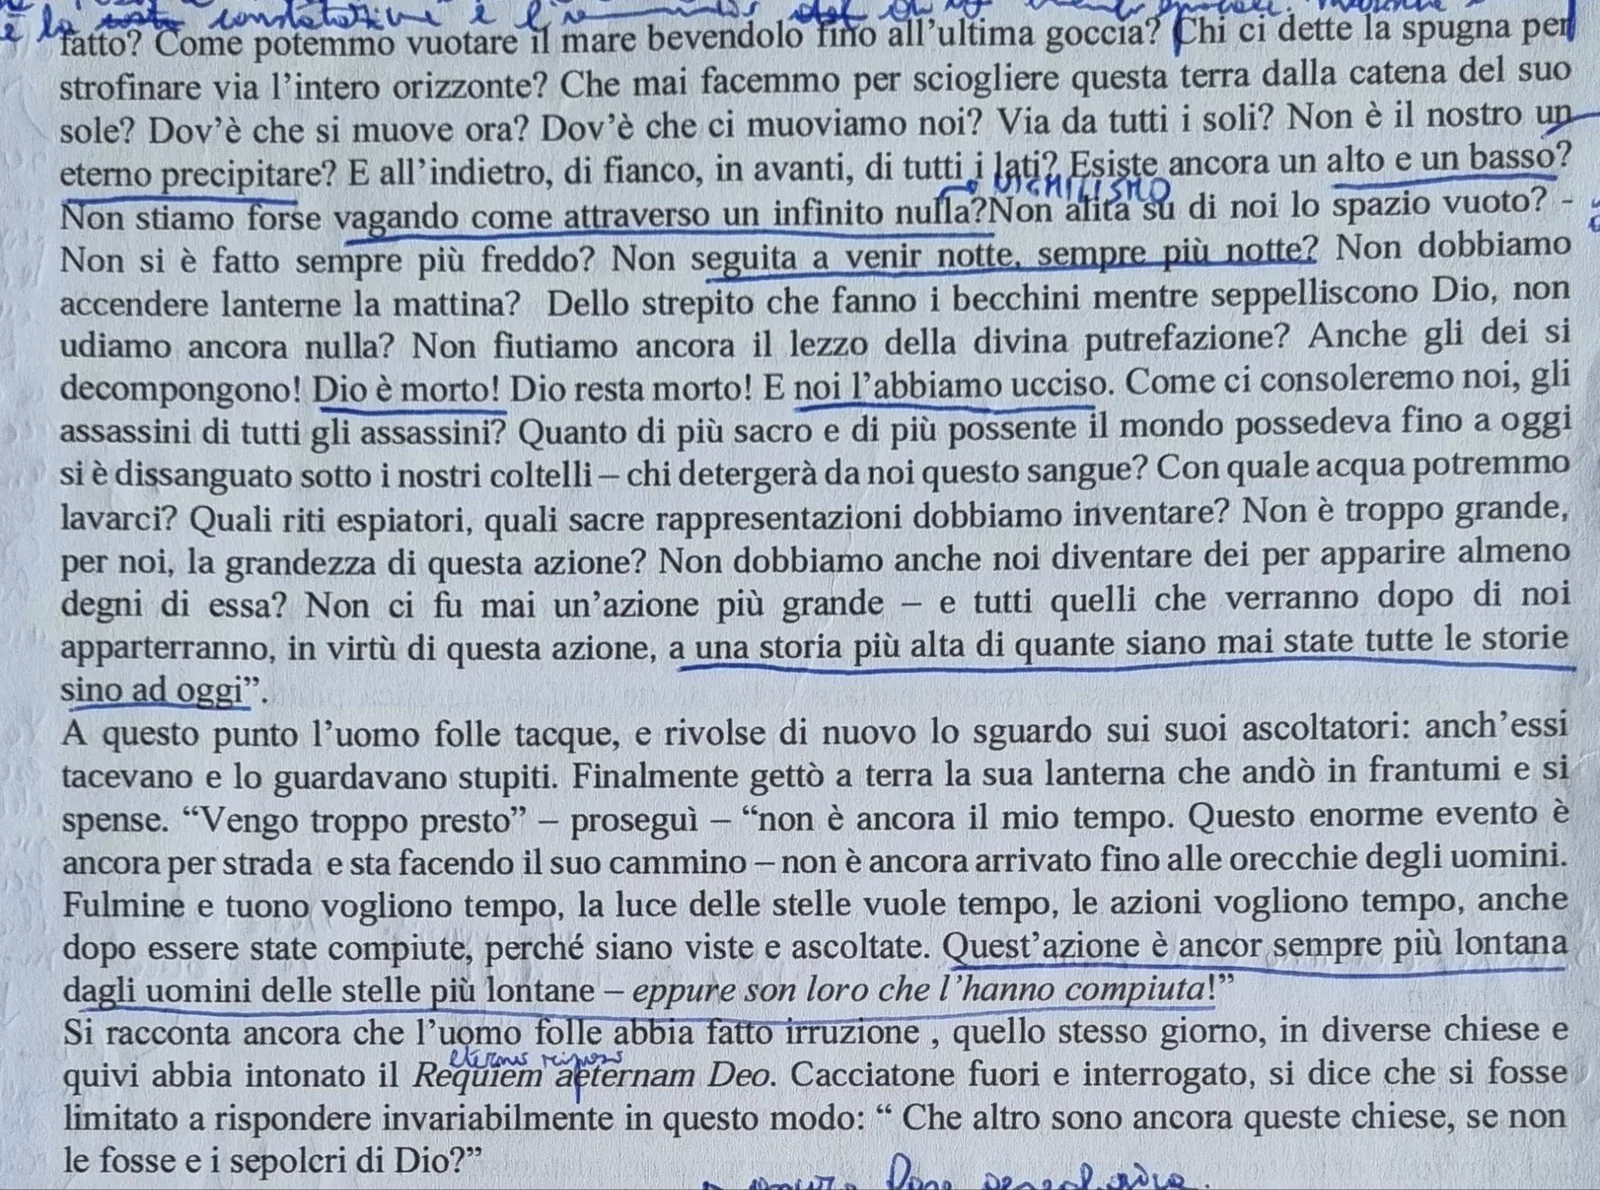 fatto? Come potemmo vuotare il mare bevendolo fino all'ultima goccia? Chi ci dette la spugna per
strofinare via l'intero orizzonte? Che mai facemmo per sciogliere questa terra dalla catena del suo
sole? Dov'è che si muove ora? Dov'è che ci muoviamo noi? Via da tutti i soli? Non è il nostro un
eterno precipitare? E all'indietro, di fianco, in avanti, di tutti i lati? Esiste ancora un alto e un basso?
NICHILISMO
Non stiamo forse vagando come attraverso un infinito nulla?Non alita su di noi lo spazio vuoto? -
Non si è fatto sempre più freddo? Non seguita a venir notte, sempre più notte? Non dobbiamo
accendere lanterne la mattina? Dello strepito che fanno i becchini mentre seppelliscono Dio, non
udiamo ancora nulla? Non fiutiamo ancora il lezzo della divina putrefazione? Anche gli dei si
decompongono! Dio è morto! Dio resta morto! E noi l'abbiamo ucciso. Come ci consoleremo noi, gli
assassini di tutti gli assassini? Quanto di più sacro e di più possente il mondo possedeva fino a oggi
si è dissanguato sotto i nostri coltelli – chi detergerà da noi questo sangue? Con quale acqua potremmo
lavarci? Quali riti espiatori, quali sacre rappresentazioni dobbiamo inventare? Non è troppo grande,
per noi, la grandezza di questa azione? Non dobbiamo anche noi diventare dei per apparire almeno
degni di essa? Non ci fu mai un'azione più grande – e tutti quelli che verranno dopo di noi
apparterranno, in virtù di questa azione, a una storia più alta di quante siano mai state tutte le storie
sino ad oggi”.
A questo punto l'uomo folle tacque, e rivolse di nuovo lo sguardo sui suoi ascoltatori: anch'essi
tacevano e lo guardavano stupiti. Finalmente gettò a terra la sua lanterna che andò in frantumi e si
spense. “Vengo troppo presto” – proseguì – “non è ancora il mio tempo. Questo enorme evento è
ancora per strada e sta facendo il suo cammino – non è ancora arrivato fino alle orecchie degli uomini.
Fulmine e tuono vogliono tempo, la luce delle stelle vuole tempo, le azioni vogliono tempo, anche
dopo essere state compiute, perché siano viste e ascoltate. Quest'azione è ancor sempre più lontana
dagli uomini delle stelle più lontane – eppure son loro che l'hanno compiuta!”
Si racconta ancora che l'uomo folle abbia fatto irruzione , quello stesso giorno, in diverse chiese e
eterno riposo
quivi abbia intonato il Requiem aeternam Deo. Cacciatone fuori e interrogato, si dice che si fosse
limitato a rispondere invariabilmente in questo modo: “ Che altro sono ancora queste chiese, se non
le fosse e i sepolcri di Dio?”